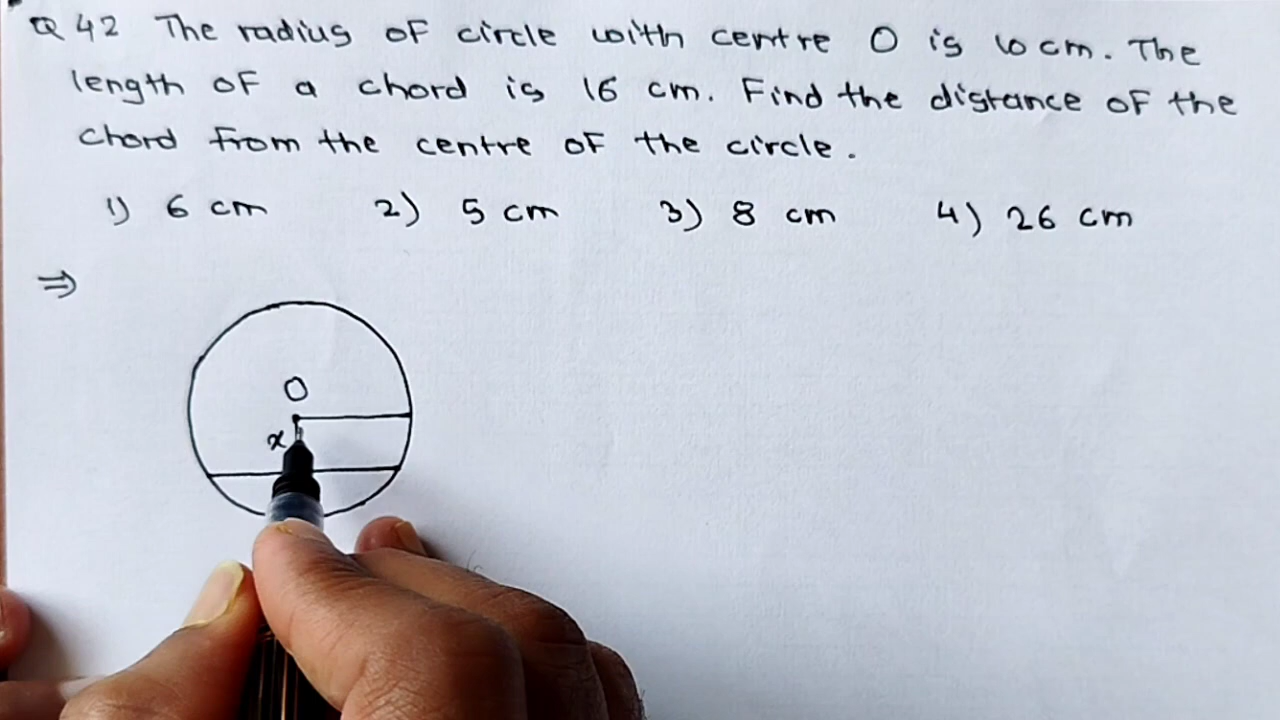 Q 42 The radius of circle with centre O is 10 cm. The
length of a chord is 16 cm. Find the distance of the
chord from the centre of the circle.
1) 6 cm 2) 5 cm 3) 8 cm 4) 26 cm
⇒
O
x